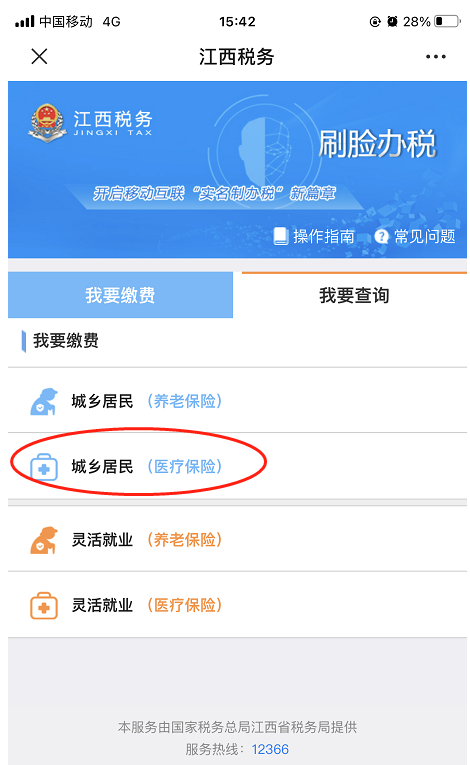 中国移动 4G 15:42 28%
江西税务
江西税务
JINGXI TAX
刷脸办税
开启移动互联“实名制办税”新篇章
操作指南 常见问题
我要缴费 我要查询
我要缴费
城乡居民 （养老保险）
城乡居民 （医疗保险）
灵活就业 （养老保险）
灵活就业 （医疗保险）
本服务由国家税务总局江西省税务局提供
服务热线：12366